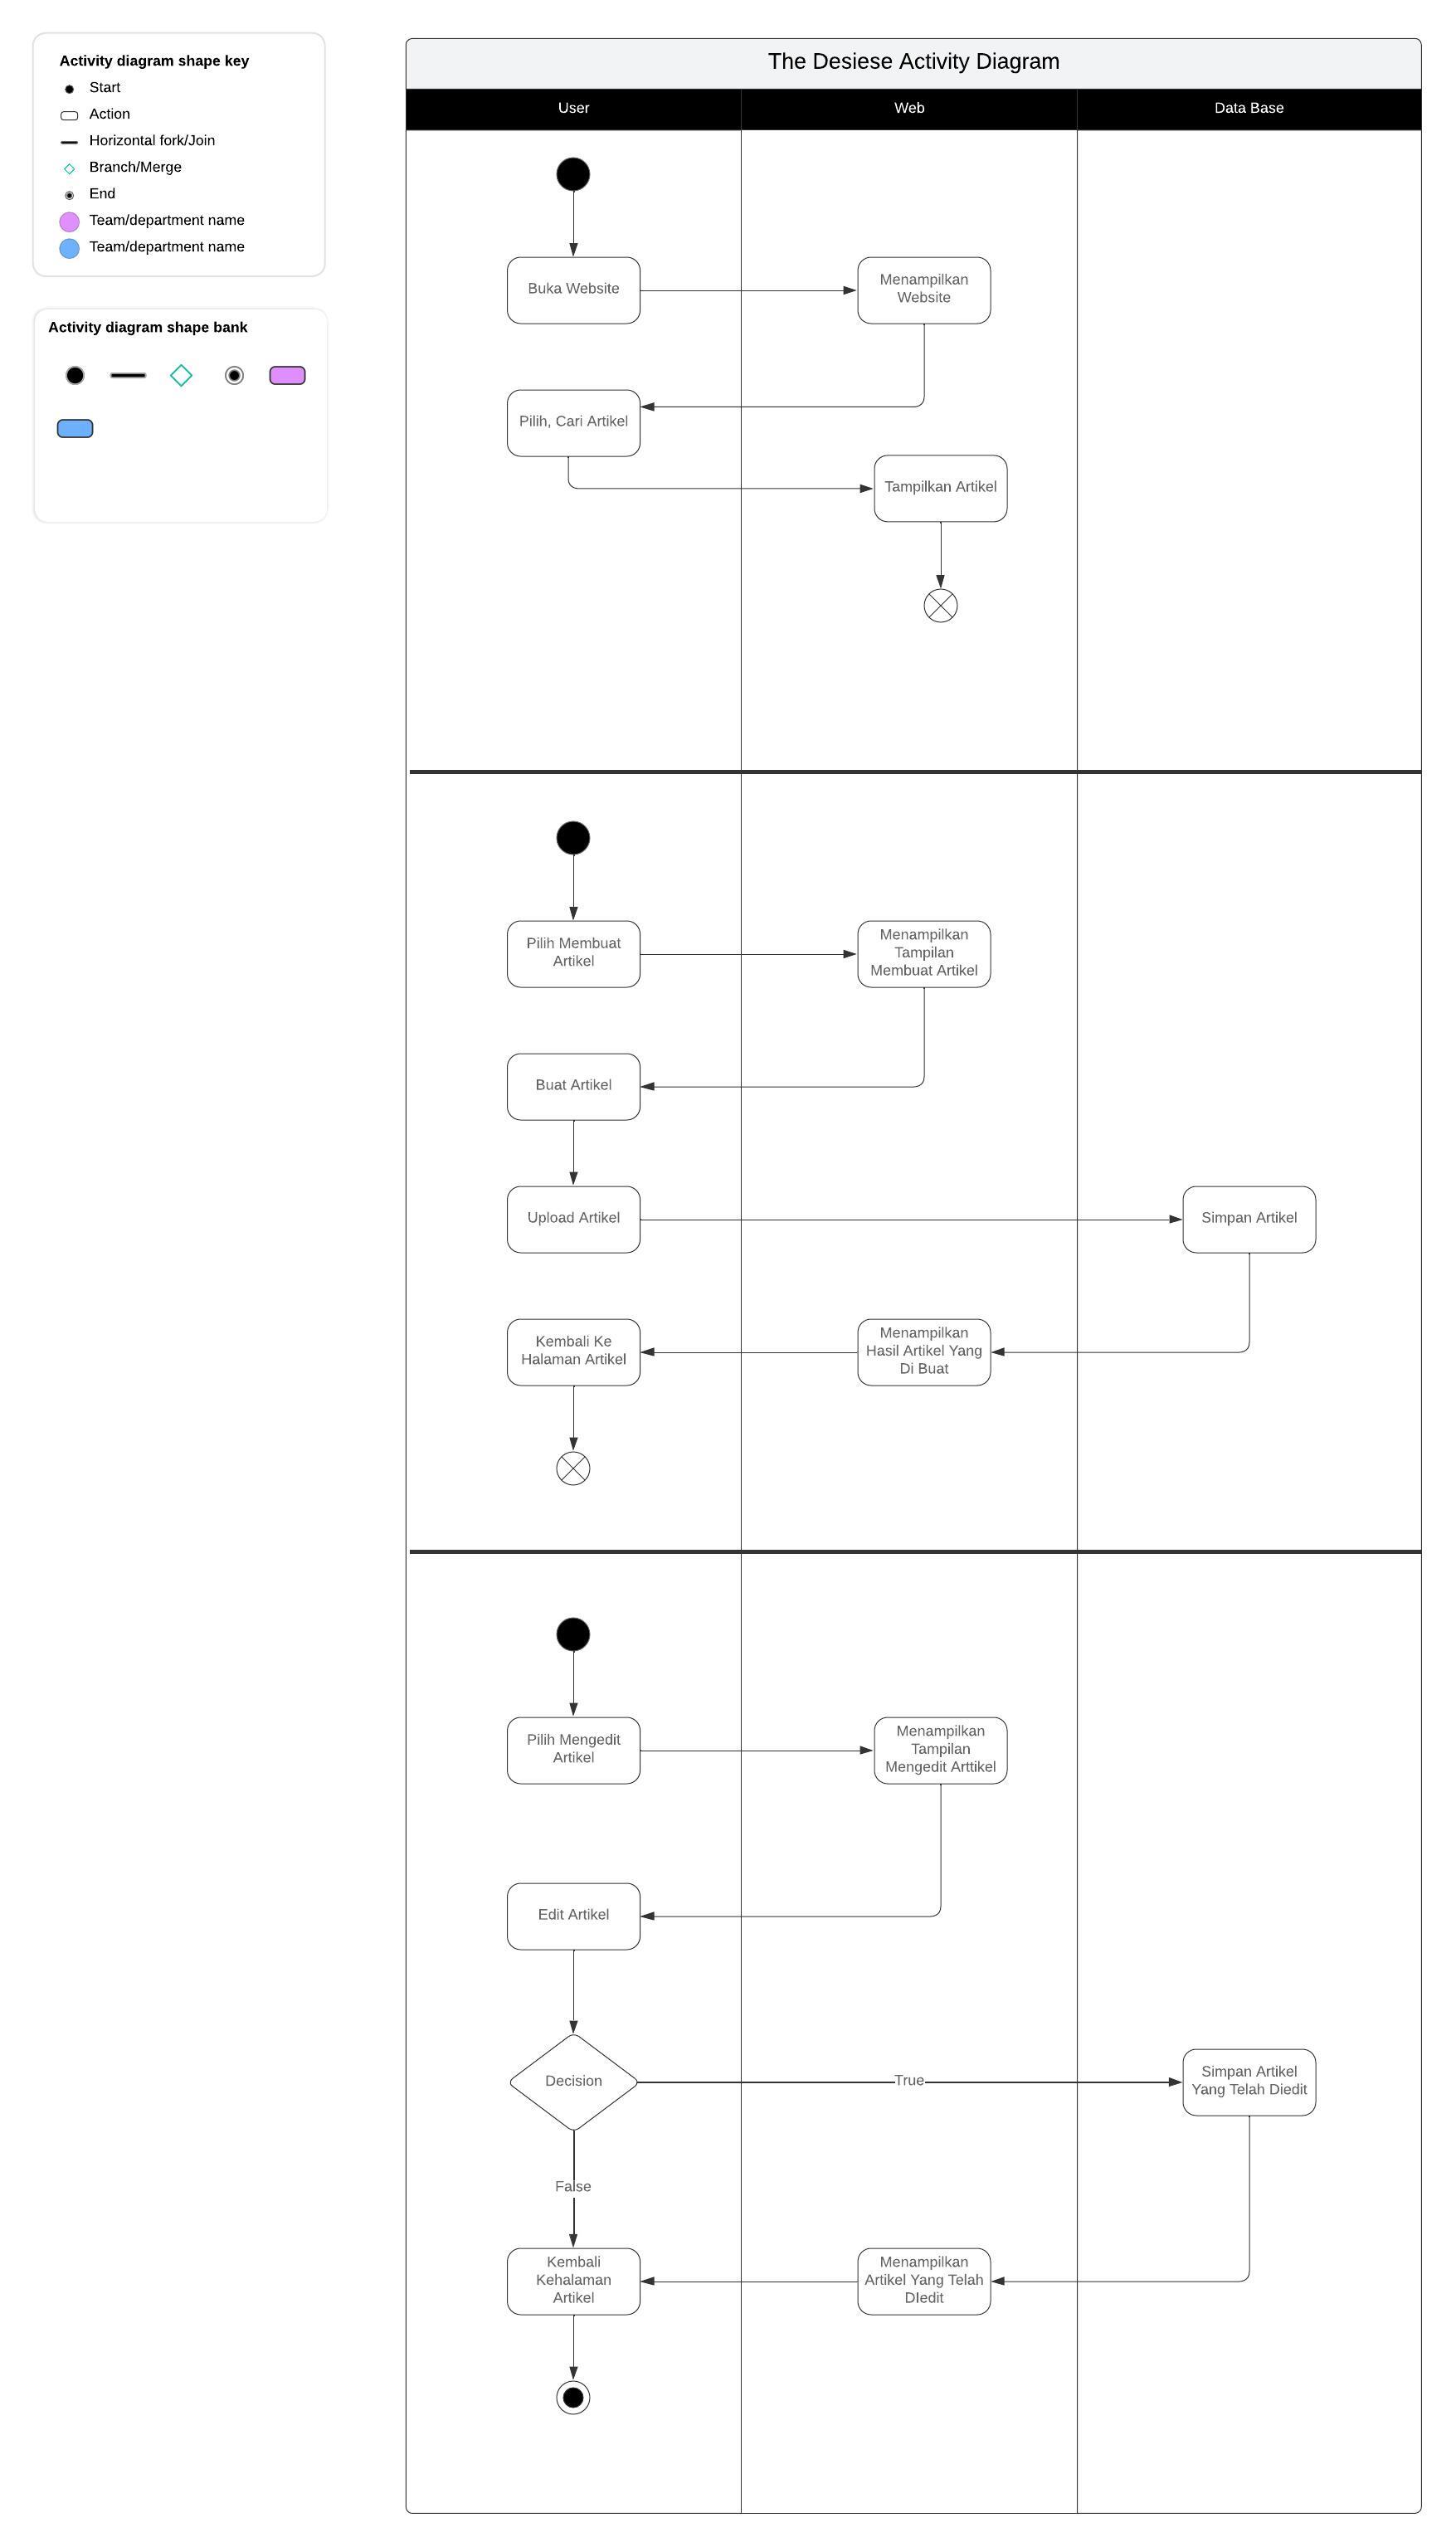 Activity diagram shape key
Start
Action
Horizontal fork/Join
Branch/Merge
End
Team/department name
Team/department name
Activity diagram shape bank
The Desiese Activity Diagram
User
Web
Data Base
Buka Website
Menampilkan
Website
Pilih, Cari Artikel
Tampilkan Artikel
Pilih Membuat
Artikel
Menampilkan
Tampilan
Membuat Artikel
Buat Artikel
Upload Artikel
Simpan Artikel
Kembali Ke
Halaman Artikel
Menampilkan
Hasil Artikel Yang
Di Buat
Pilih Mengedit
Artikel
Menampilkan
Tampilan
Mengedit Arttikel
Edit Artikel
Decision
True
Simpan Artikel
Yang Telah Diedit
False
Kembali
Kehalaman
Artikel
Menampilkan
Artikel Yang Telah
DIedit